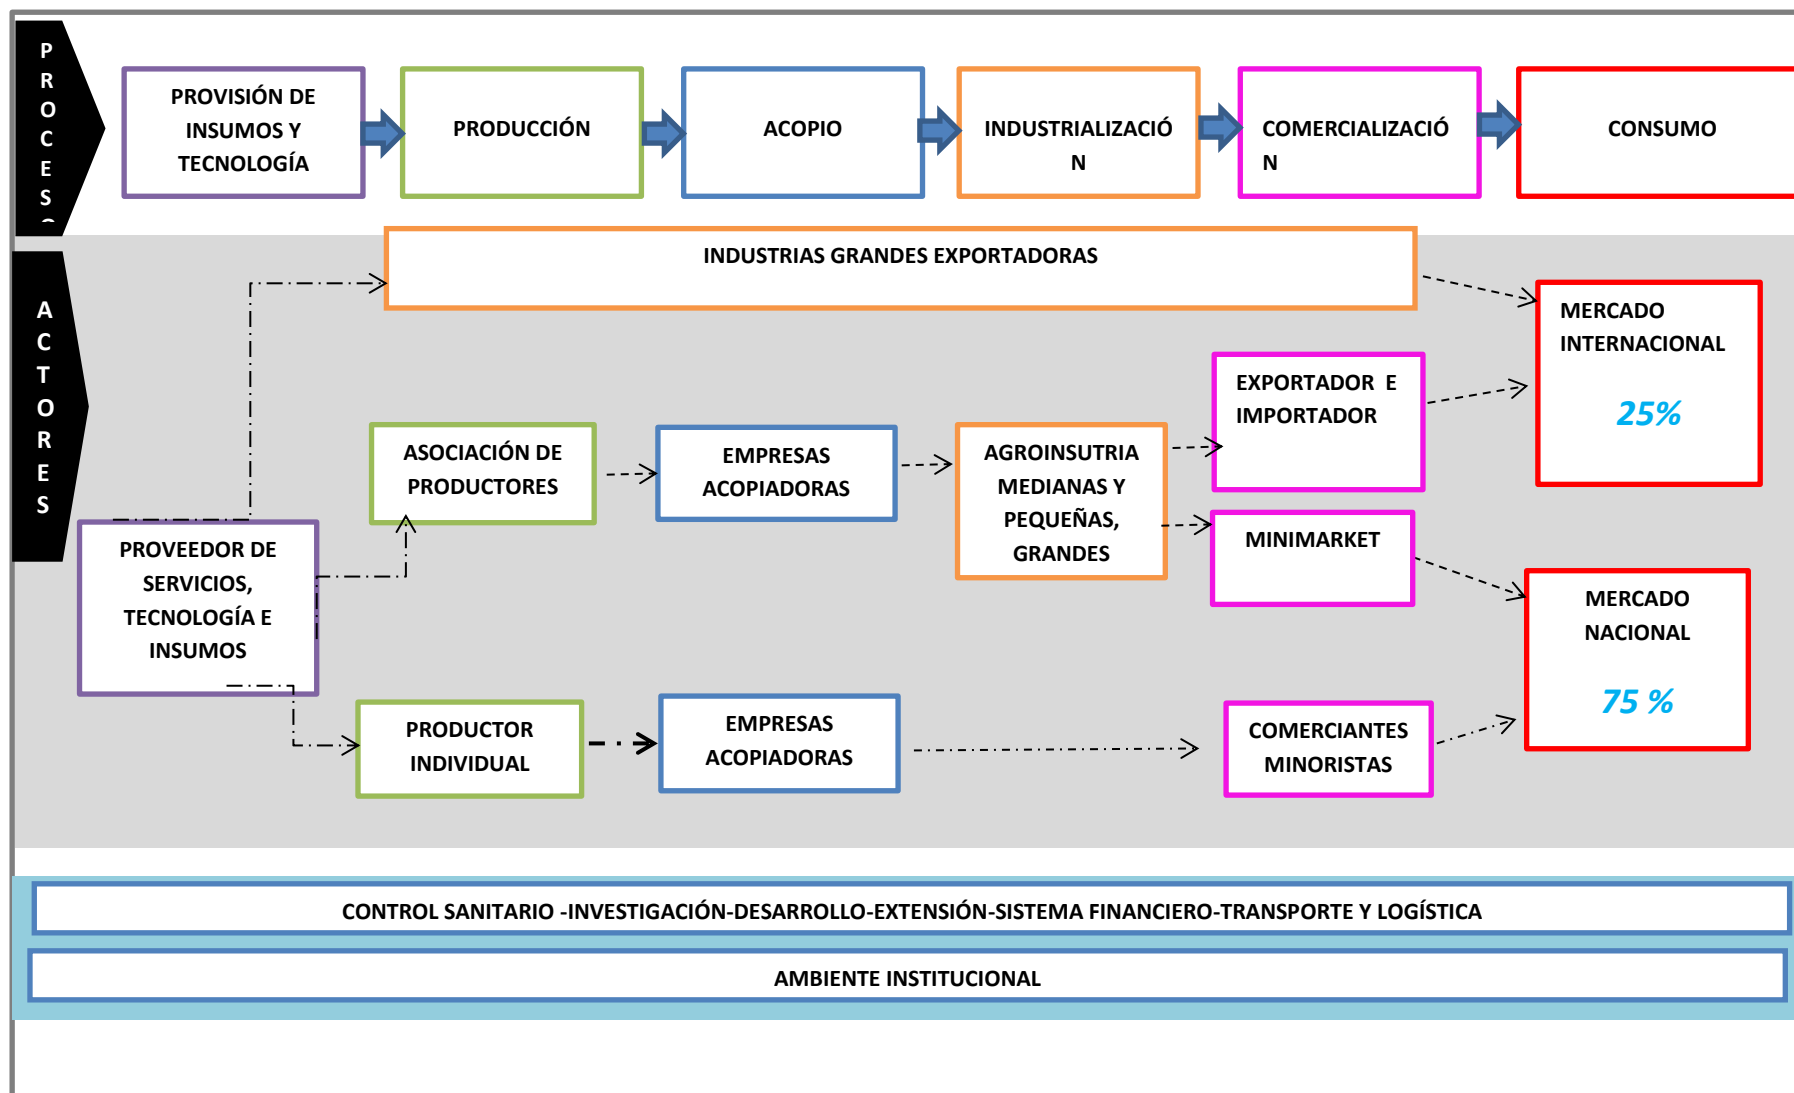 PROCESO
PROVISIÓN DE
INSUMOS Y
TECNOLOGÍA
PRODUCCIÓN
ACOPIO
INDUSTRIALIZACIÓ
N
COMERCIALIZACIÓ
N
CONSUMO
ACTORES
INDUSTRIAS GRANDES EXPORTADORAS
MERCADO
INTERNACIONAL
25%
EXPORTADOR E
IMPORTADOR
ASOCIACIÓN DE
PRODUCTORES
EMPRESAS
ACOPIADORAS
AGROINSUTRIA
MEDIANAS Y
PEQUEÑAS,
GRANDES
MINIMARKET
PROVEEDOR DE
SERVICIOS,
TECNOLOGÍA E
INSUMOS
MERCADO
NACIONAL
75 %
PRODUCTOR
INDIVIDUAL
EMPRESAS
ACOPIADORAS
COMERCIANTES
MINORISTAS
CONTROL SANITARIO -INVESTIGACIÓN-DESARROLLO-EXTENSIÓN-SISTEMA FINANCIERO-TRANSPORTE Y LOGÍSTICA
AMBIENTE INSTITUCIONAL